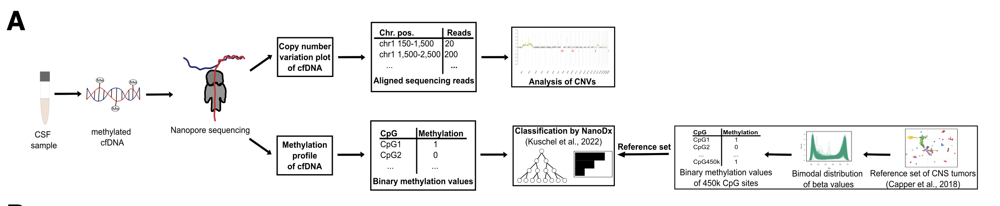 A
CSF
sample
Me
Me
Me
methylated
cfDNA
Nanopore sequencing
Copy number
variation plot
of cfDNA
Chr. pos. Reads
chr1 150-1,500 20
chr1 1,500-2,500 200
... ...
Aligned sequencing reads
Analysis of CNVs
Methylation
profile
of cfDNA
CpG Methylation
CpG1 1
CpG2 0
... ...
Binary methylation values
Classification by NanoDx
(Kuschel et al., 2022)
Reference set
CpG Methylation
CpG1 1
CpG2 0
... ...
CpG450k 1
Binary methylation values
of 450k CpG sites
Bimodal distribution
of beta values
Reference set of CNS tumors
(Capper et al., 2018)